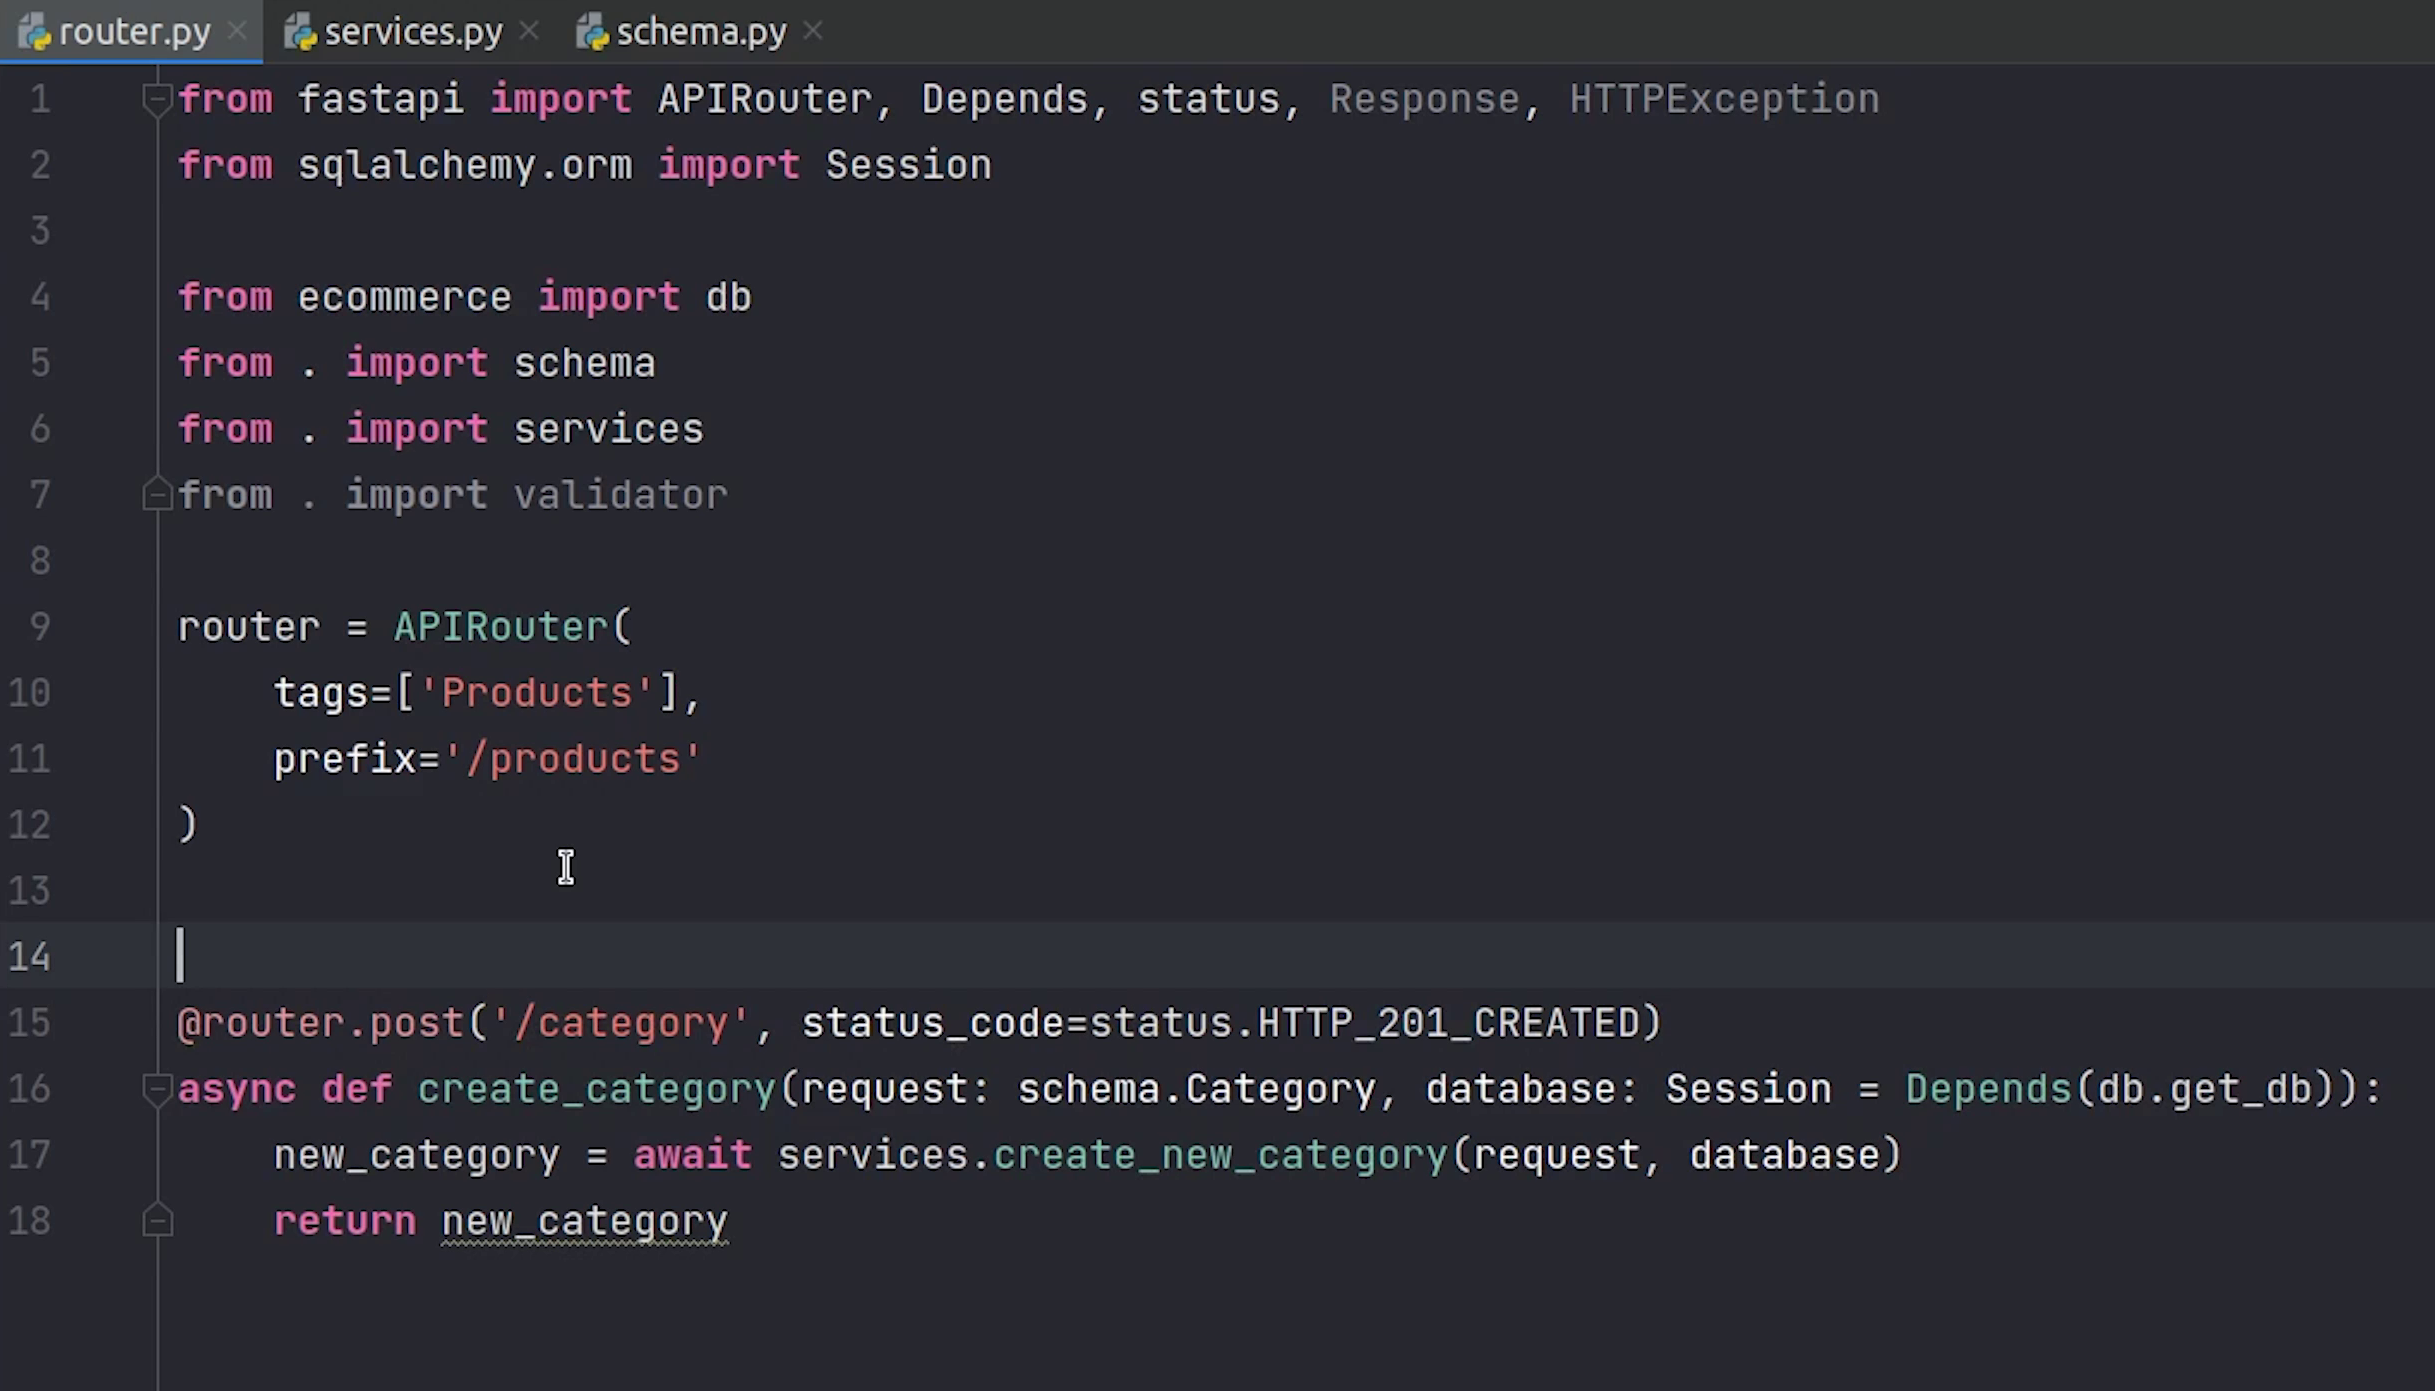 router.py services.py schema.py
1 from fastapi import APIRouter, Depends, status, Response, HTTPException
2 from sqlalchemy.orm import Session
3
4 from ecommerce import db
5 from . import schema
6 from . import services
7 from . import validator
8
9 router = APIRouter(
10     tags=['Products'],
11     prefix='/products'
12 )
13
14
15 @router.post('/category', status_code=status.HTTP_201_CREATED)
16 async def create_category(request: schema.Category, database: Session = Depends(db.get_db)):
17     new_category = await services.create_new_category(request, database)
18     return new_category